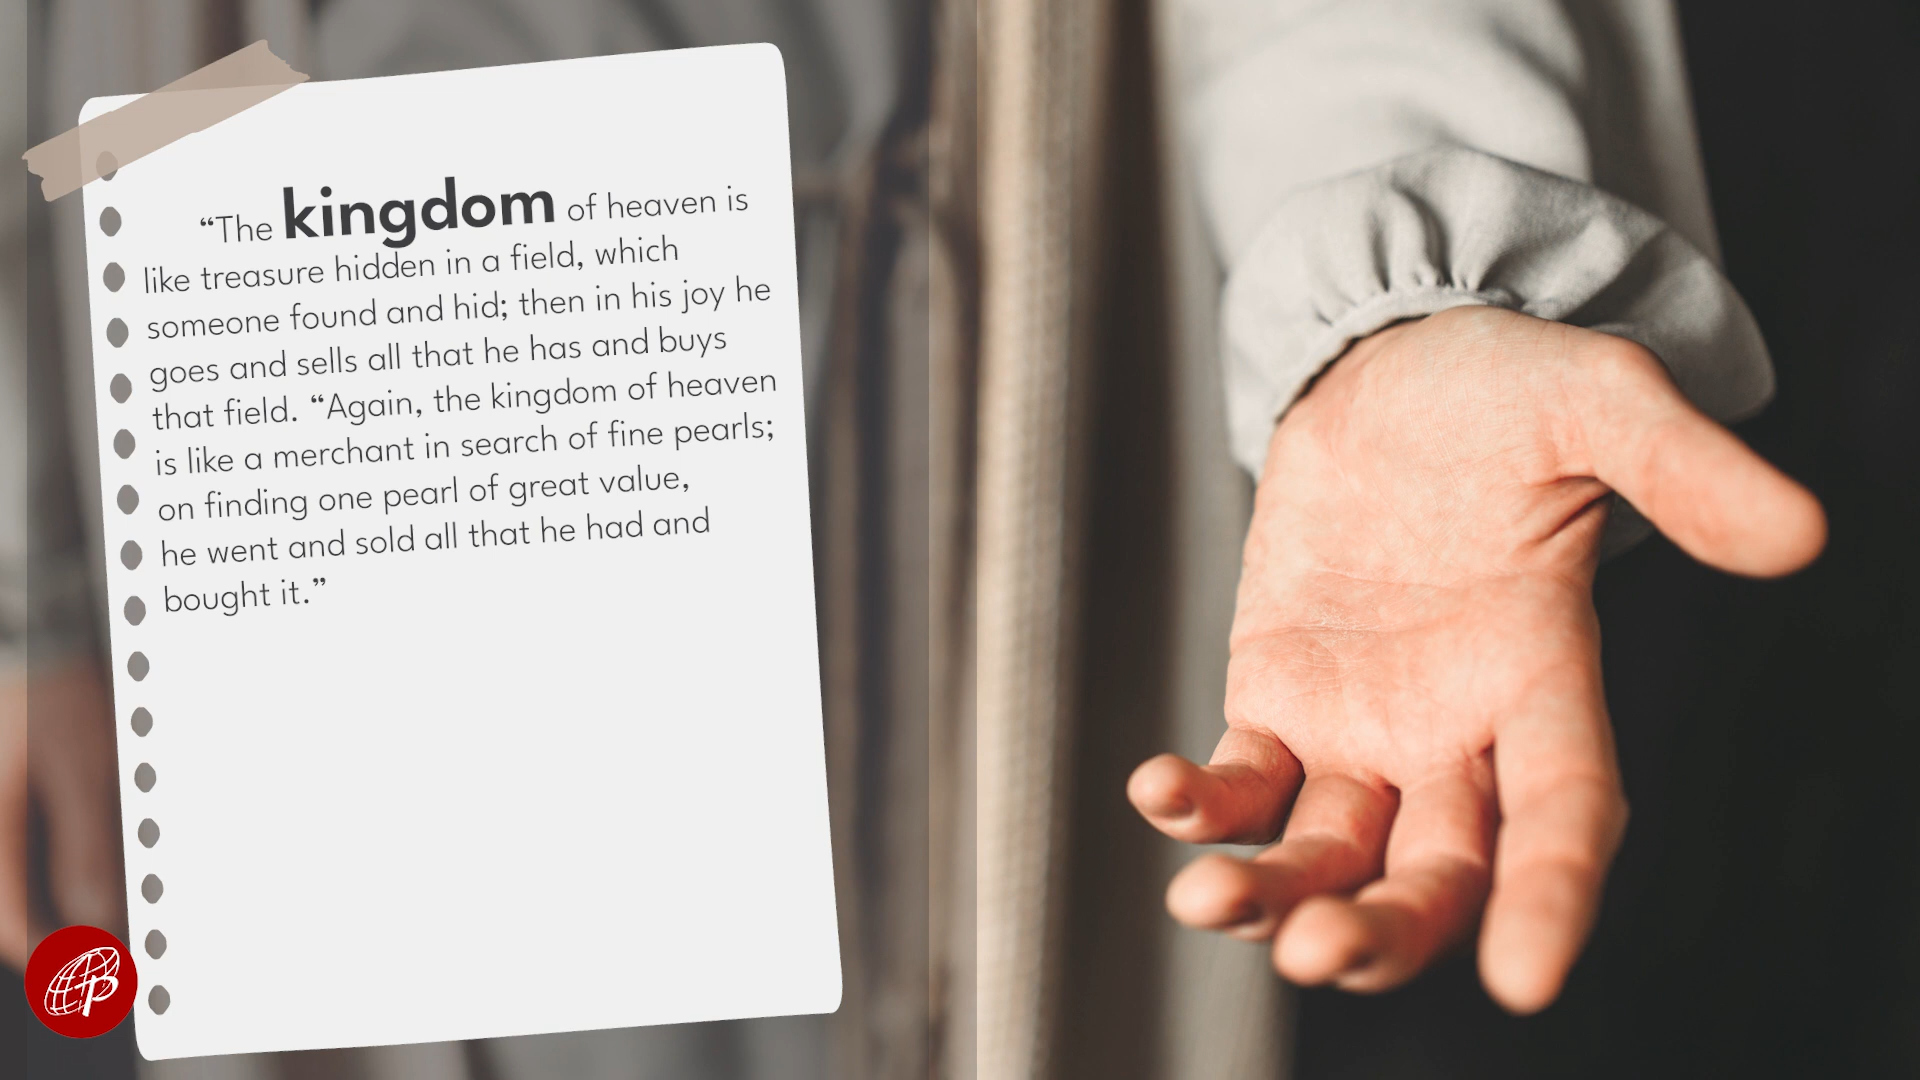 “The kingdom of heaven is
like treasure hidden in a field, which
someone found and hid; then in his joy he
goes and sells all that he has and buys
that field. “Again, the kingdom of heaven
is like a merchant in search of fine pearls;
on finding one pearl of great value,
he went and sold all that he had and
bought it.”